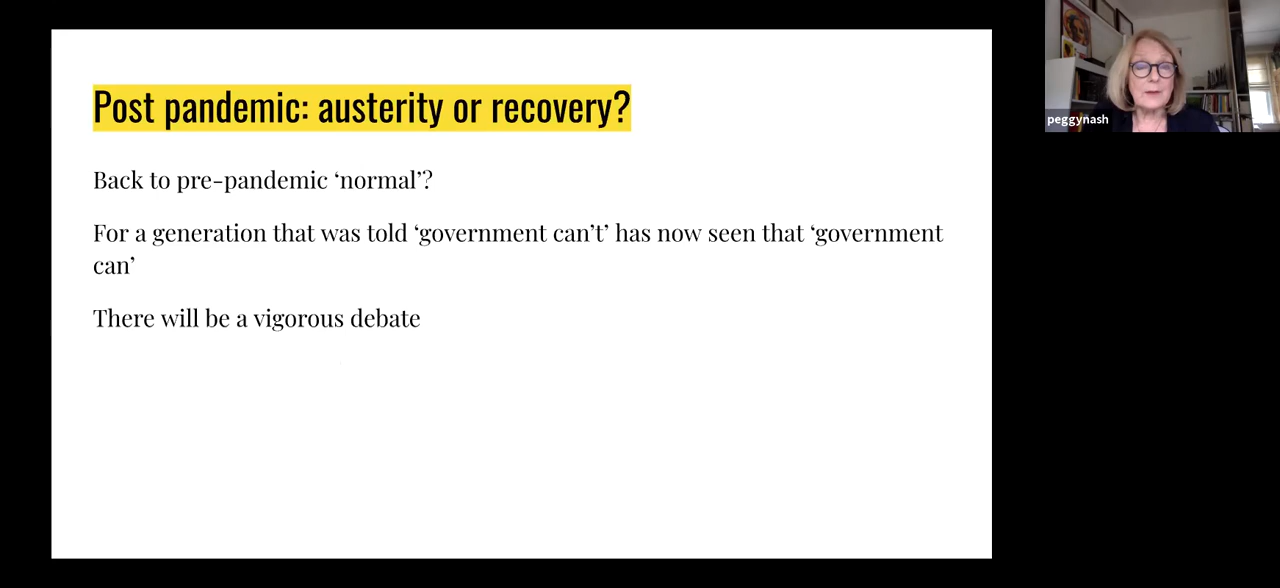 Post pandemic: austerity or recovery?
Back to pre-pandemic ‘normal’?
For a generation that was told ‘government can’t’ has now seen that ‘government
can’
There will be a vigorous debate
peggynash